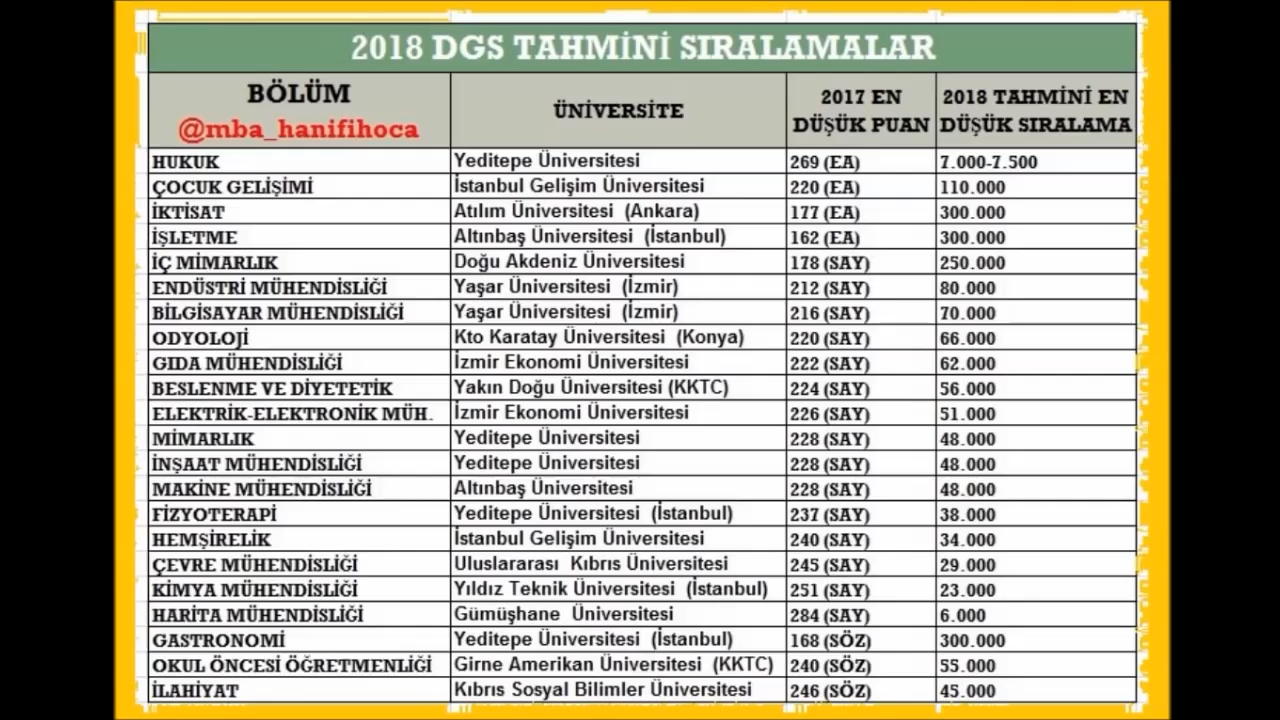 2018 DGS TAHMİNİ SIRALAMALAR
BÖLÜM
@mba_hanifihoca
ÜNİVERSİTE
2017 EN
DÜŞÜK PUAN
2018 TAHMİNİ EN
DÜŞÜK SIRALAMA
HUKUK Yeditepe Üniversitesi 269 (EA) 7.000-7.500
ÇOCUK GELİŞİMİ İstanbul Gelişim Üniversitesi 220 (EA) 110.000
İKTİSAT Atılım Üniversitesi (Ankara) 177 (EA) 300.000
İŞLETME Altınbaş Üniversitesi (İstanbul) 162 (EA) 300.000
İÇ MİMARLIK Doğu Akdeniz Üniversitesi 178 (SAY) 250.000
ENDÜSTRİ MÜHENDİSLİĞİ Yaşar Üniversitesi (İzmir) 212 (SAY) 80.000
BİLGİSAYAR MÜHENDİSLİĞİ Yaşar Üniversitesi (İzmir) 216 (SAY) 70.000
ODYOLOJİ Kto Karatay Üniversitesi (Konya) 220 (SAY) 66.000
GIDA MÜHENDİSLİĞİ İzmir Ekonomi Üniversitesi 222 (SAY) 62.000
BESLENME VE DİYETETİK Yakın Doğu Üniversitesi (KKTC) 224 (SAY) 56.000
ELEKTRİK-ELEKTRONİK MÜH. İzmir Ekonomi Üniversitesi 226 (SAY) 51.000
MİMARLIK Yeditepe Üniversitesi 228 (SAY) 48.000
İNŞAAT MÜHENDİSLİĞİ Yeditepe Üniversitesi 228 (SAY) 48.000
MAKİNE MÜHENDİSLİĞİ Altınbaş Üniversitesi 228 (SAY) 48.000
FİZYOTERAPİ Yeditepe Üniversitesi (İstanbul) 237 (SAY) 38.000
HEMŞİRELİK İstanbul Gelişim Üniversitesi 240 (SAY) 34.000
ÇEVRE MÜHENDİSLİĞİ Uluslararası Kıbrıs Üniversitesi 245 (SAY) 29.000
KİMYA MÜHENDİSLİĞİ Yıldız Teknik Üniversitesi (İstanbul) 251 (SAY) 23.000
HARİTA MÜHENDİSLİĞİ Gümüşhane Üniversitesi 284 (SAY) 6.000
GASTRONOMİ Yeditepe Üniversitesi (İstanbul) 168 (SÖZ) 300.000
OKUL ÖNCESİ ÖĞRETMENLİĞİ Girne Amerikan Üniversitesi (KKTC) 240 (SÖZ) 55.000
İLAHİYAT Kıbrıs Sosyal Bilimler Üniversitesi 246 (SÖZ) 45.000